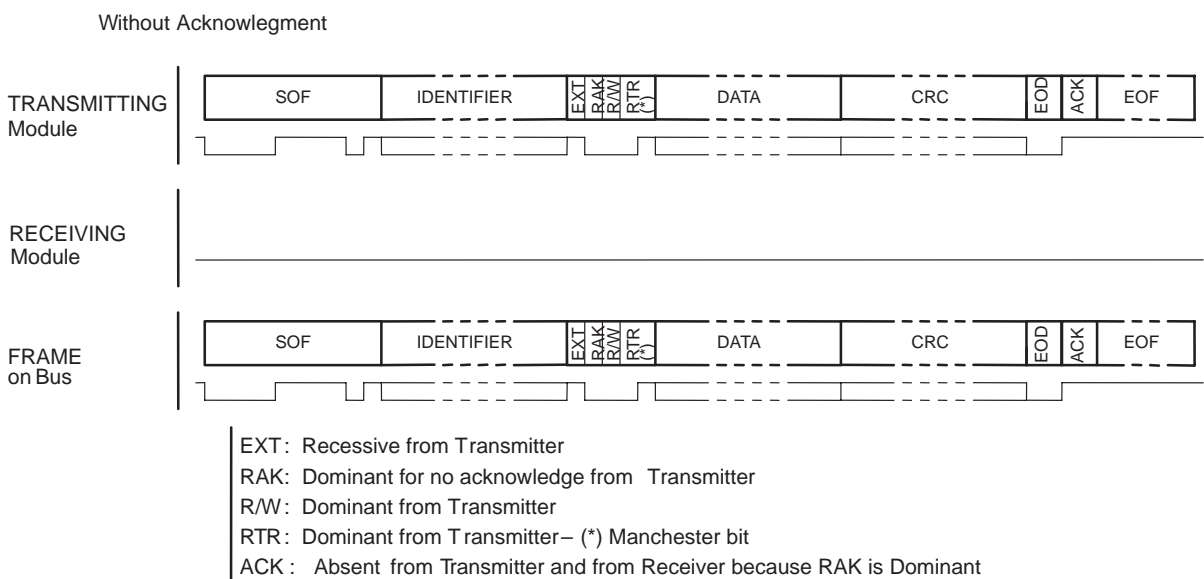 Without Acknowlegment
TRANSMITTING
Module
SOF IDENTIFIER EXT RAK R/W RTR (*) DATA CRC EOD ACK EOF
RECEIVING
Module
FRAME
on Bus
SOF IDENTIFIER EXT RAK R/W RTR (*) DATA CRC EOD ACK EOF
EXT: Recessive from Transmitter
RAK: Dominant for no acknowledge from Transmitter
R/W: Dominant from Transmitter
RTR: Dominant from Transmitter– (*) Manchester bit
ACK : Absent from Transmitter and from Receiver because RAK is Dominant